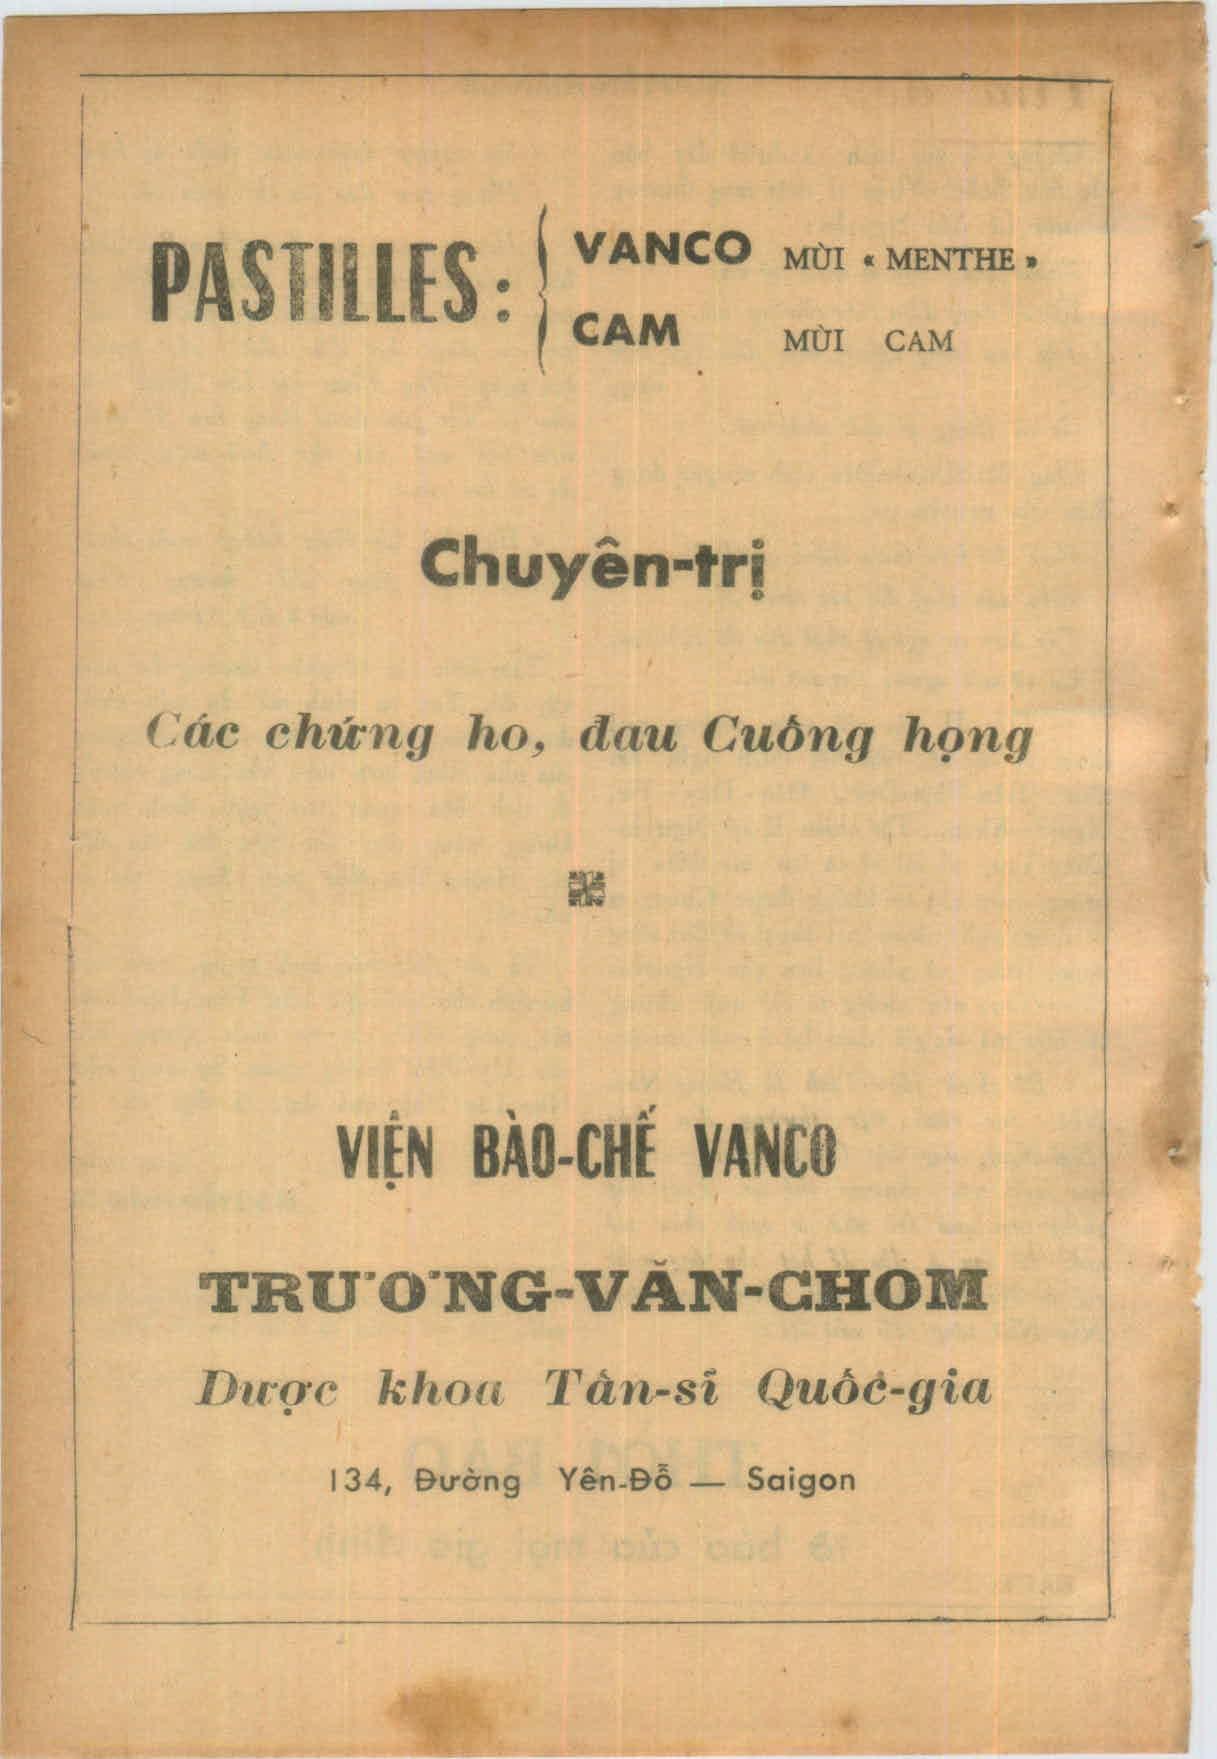 PASTILLES : { VANCO MÙI « MENTHE »
CAM MÙI CAM
Chuyên-trị
Các chứng ho, đau Cuống họng
VIỆN BÀO-CHẾ VANCO
TRƯƠNG-VĂN-CHOM
Dược khoa Tấn-sĩ Quốc-gia
134, Đường Yên-Đỗ — Saigon